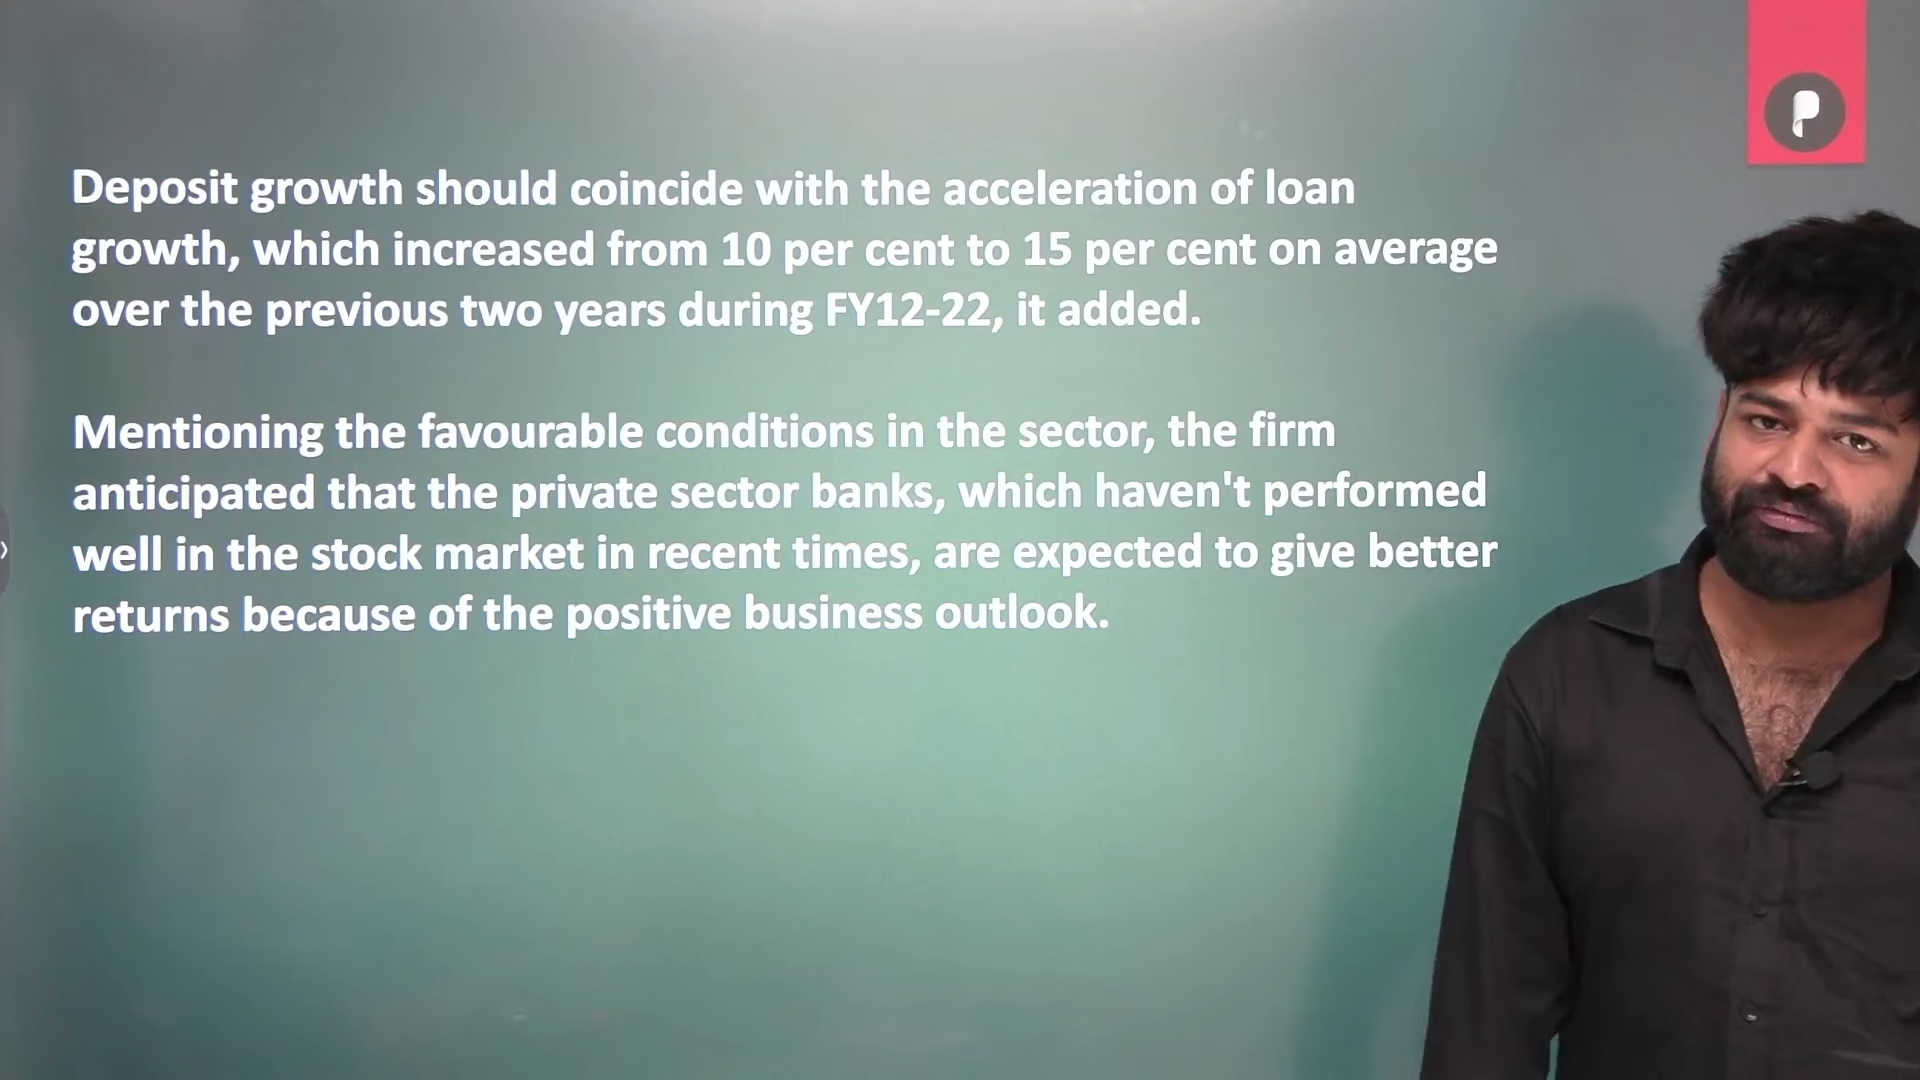 Deposit growth should coincide with the acceleration of loan
growth, which increased from 10 per cent to 15 per cent on average
over the previous two years during FY12-22, it added.
Mentioning the favourable conditions in the sector, the firm
anticipated that the private sector banks, which haven't performed
well in the stock market in recent times, are expected to give better
returns because of the positive business outlook.